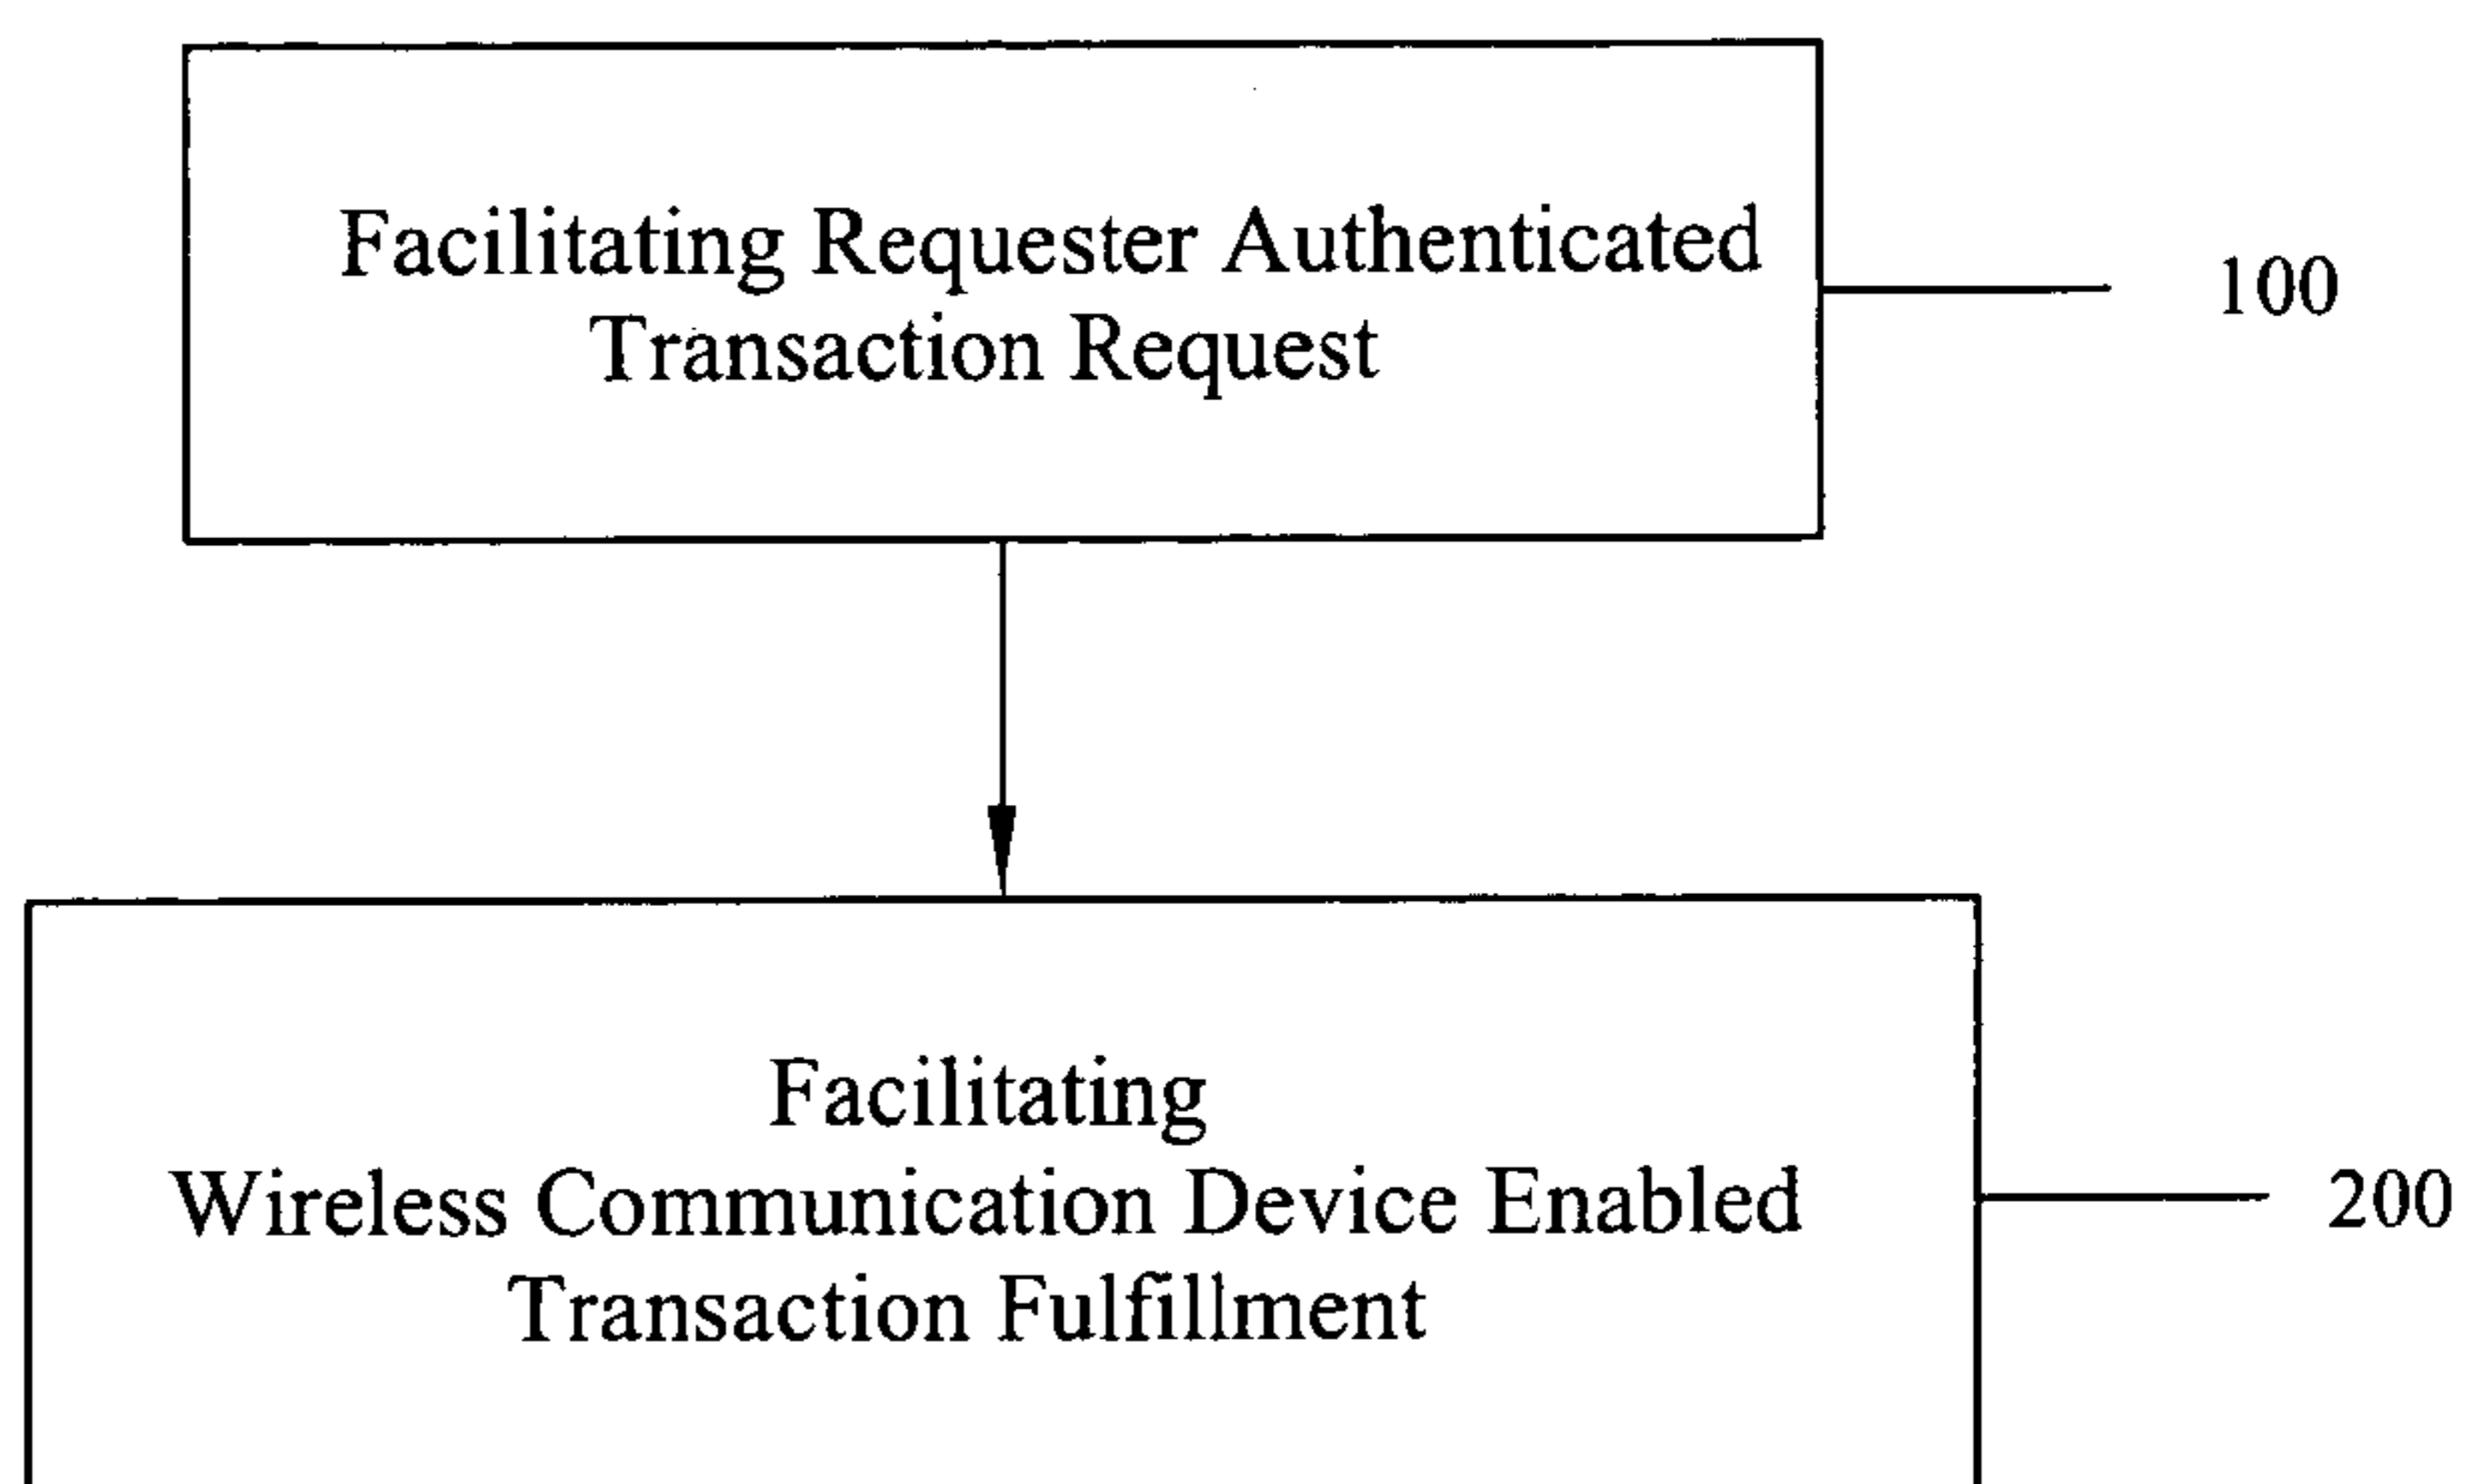 Facilitating Requester Authenticated
Transaction Request
100
Facilitating
Wireless Communication Device Enabled
Transaction Fulfillment
200